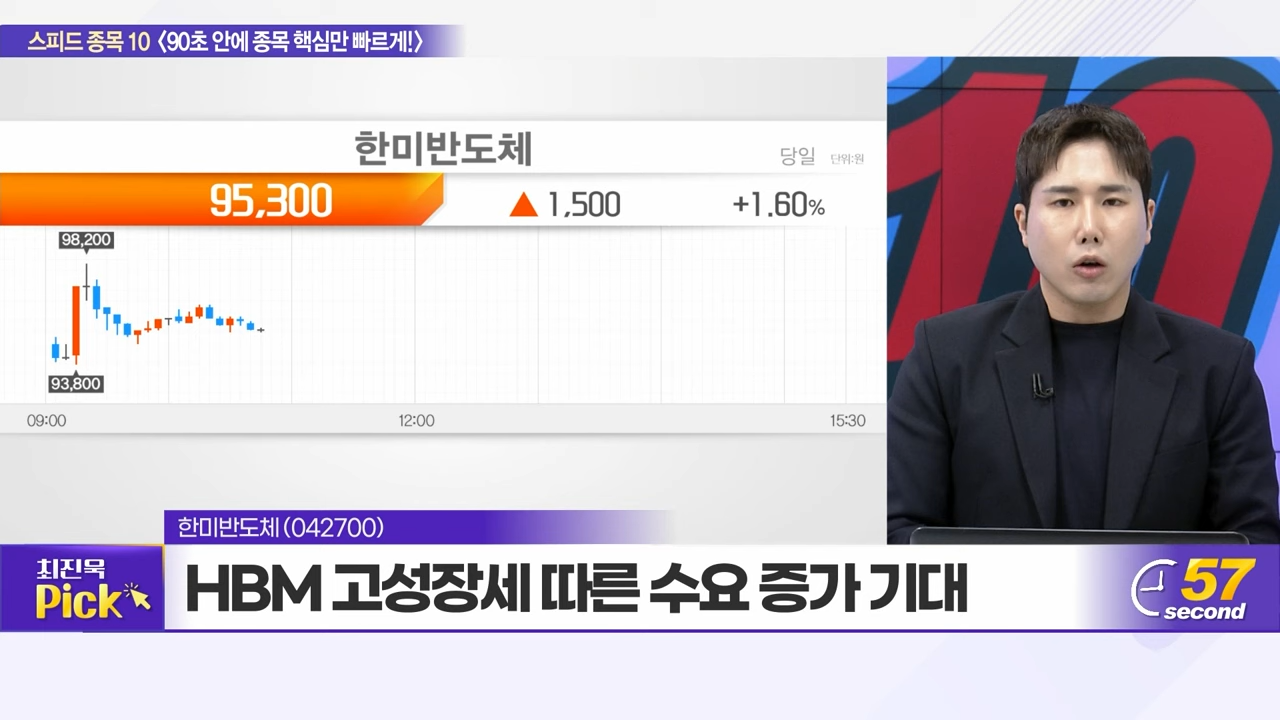 스피드 종목 10 〈90초 안에 종목 핵심만 빠르게!〉
한미반도체
당일 단위:원
95,300 ▲ 1,500 +1.60%
98,200
93,800
09:00 12:00 15:30
한미반도체(042700)
최진욱
Pick
HBM 고성장세 따른 수요 증가 기대
57
second
10